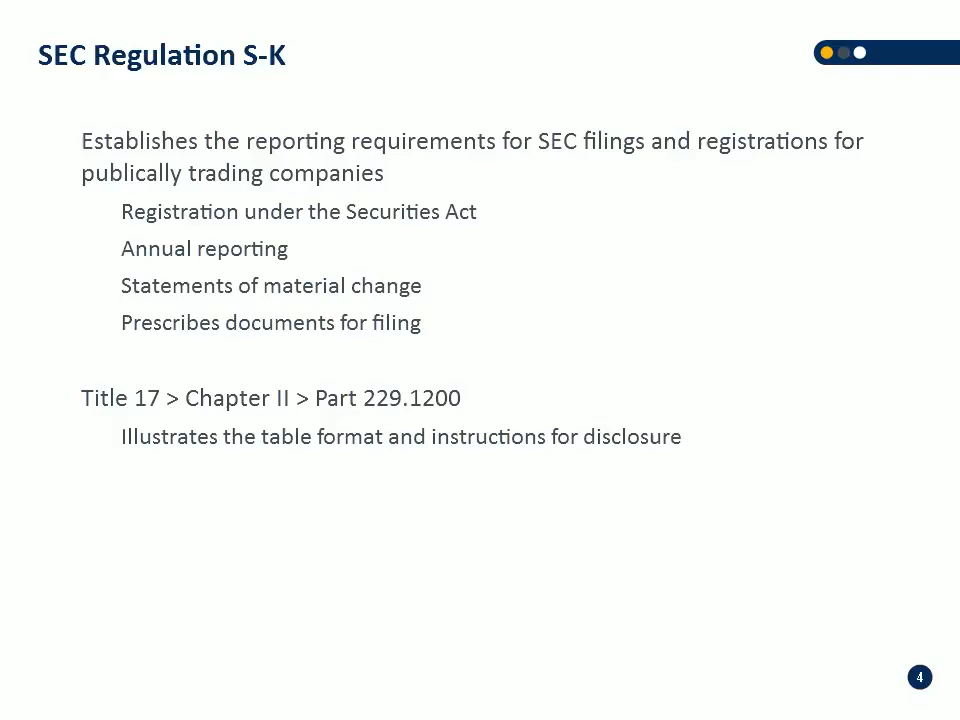 SEC Regulation S-K
Establishes the reporting requirements for SEC filings and registrations for
publically trading companies
Registration under the Securities Act
Annual reporting
Statements of material change
Prescribes documents for filing
Title 17 > Chapter II > Part 229.1200
Illustrates the table format and instructions for disclosure
4